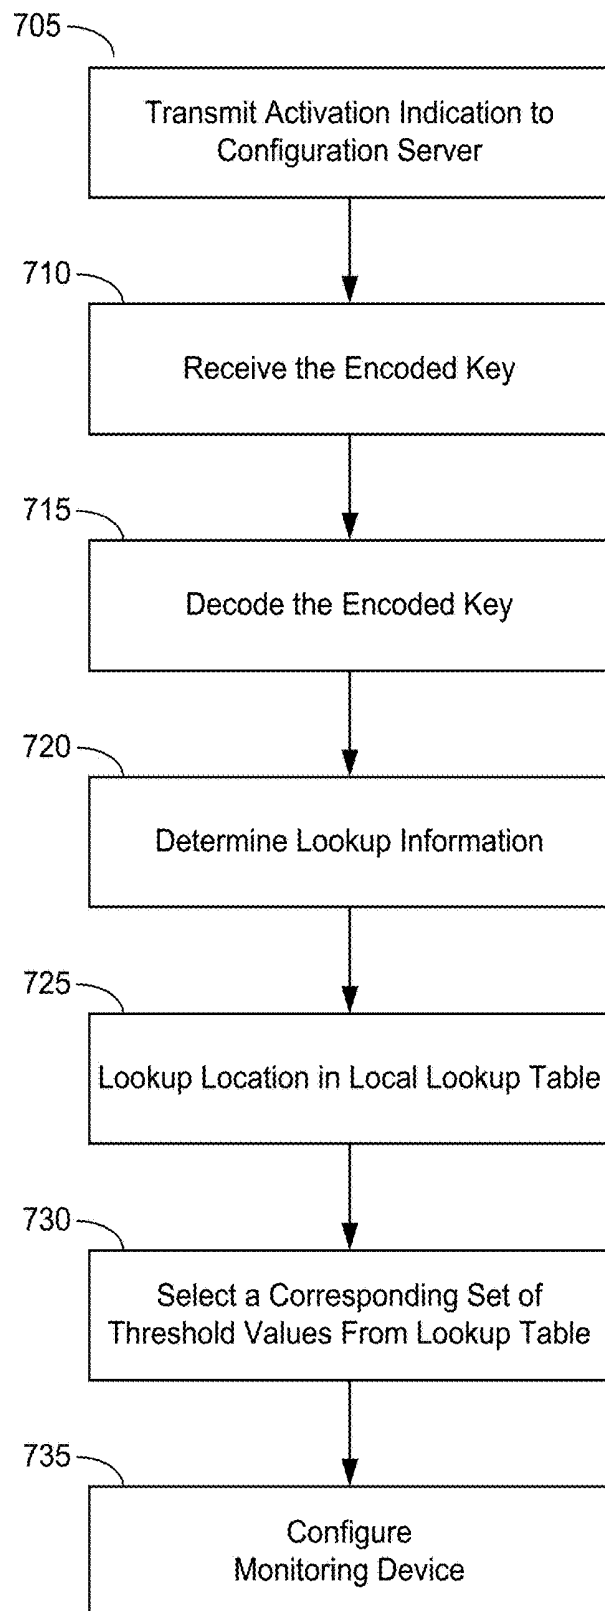 705
Transmit Activation Indication to
Configuration Server
710
Receive the Encoded Key
715
Decode the Encoded Key
720
Determine Lookup Information
725
Lookup Location in Local Lookup Table
730
Select a Corresponding Set of
Threshold Values From Lookup Table
735
Configure
Monitoring Device